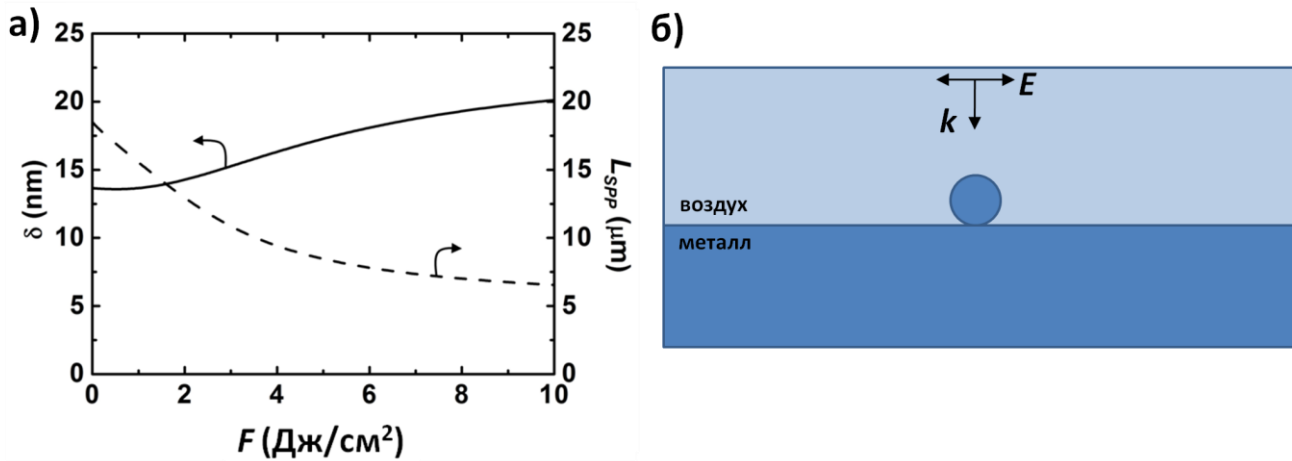 а)
25
20
15
10
5
0
δ (nm)
25
20
15
10
5
0
L_SPP (μm)
0 2 4 6 8 10
F (Дж/см²)
б)
E
k
воздух
металл